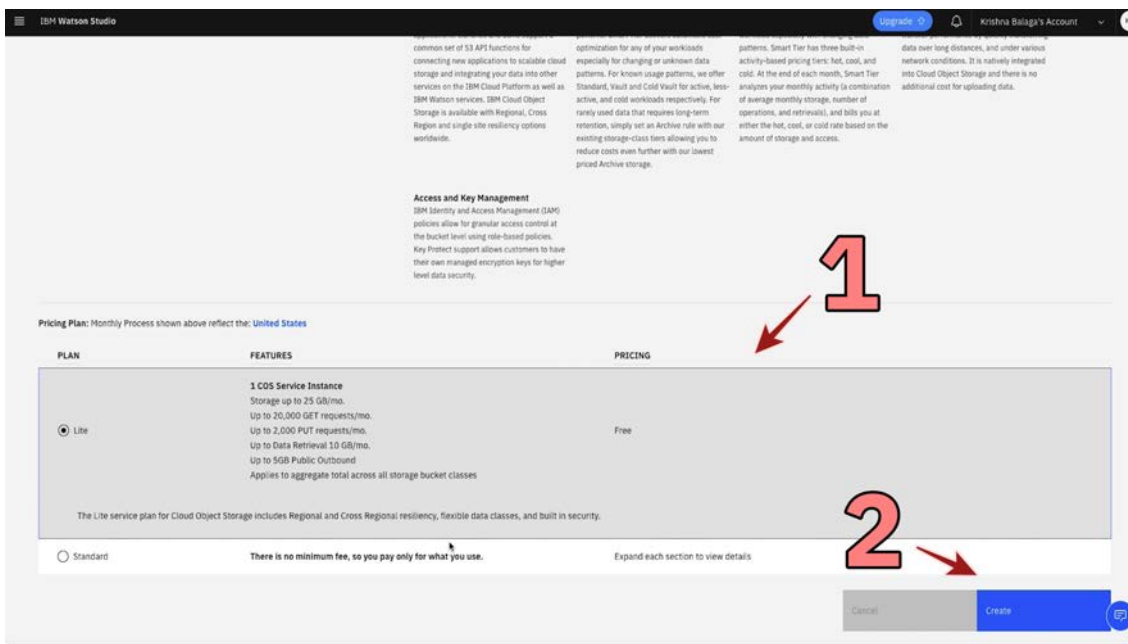 IBM Watson Studio
Upgrade
Krishna Balaga's Account
common set of S3 API functions for
connecting new applications to scalable cloud
storage and integrating your data into other
services on the IBM Cloud Platform as well as
IBM Watson services. IBM Cloud Object
Storage is available with Regional, Cross
Region and single site resiliency options
worldwide.
optimization for any of your workloads
especially for changing or unknown data
patterns. For known usage patterns, we offer
Standard, Vault and Cold Vault for active, less-
active, and cold workloads respectively. For
rarely used data that requires long-term
retention, simply set an Archive rule with our
existing storage-class tiers allowing you to
reduce costs even further with our lowest
priced Archive storage.
patterns. Smart Tier has three built-in
activity-based pricing tiers: hot, cool, and
cold. At the end of each month, Smart Tier
analyzes your monthly activity (a combination
of average monthly storage, number of
operations, and retrievals), and bills you at
either the hot, cool, or cold rate based on the
amount of storage and access.
data over long distances, and under various
network conditions. It is natively integrated
into Cloud Object Storage and there is no
additional cost for uploading data.
Access and Key Management
IBM Identity and Access Management (IAM)
policies allow for granular access control at
the bucket level using role-based policies.
Key Protect support allows customers to have
their own managed encryption keys for higher
level data security.
1
Pricing Plan: Monthly Process shown above reflect the: United States
PLAN FEATURES PRICING
1 COS Service Instance
Storage up to 25 GB/mo.
Up to 20,000 GET requests/mo.
Lite Up to 2,000 PUT requests/mo. Free
Up to Data Retrieval 10 GB/mo.
Up to 5GB Public Outbound
Applies to aggregate total across all storage bucket classes
The Lite service plan for Cloud Object Storage includes Regional and Cross Regional resiliency, flexible data classes, and built in security.
2
Standard There is no minimum fee, so you pay only for what you use. Expand each section to view details
Cancel Create